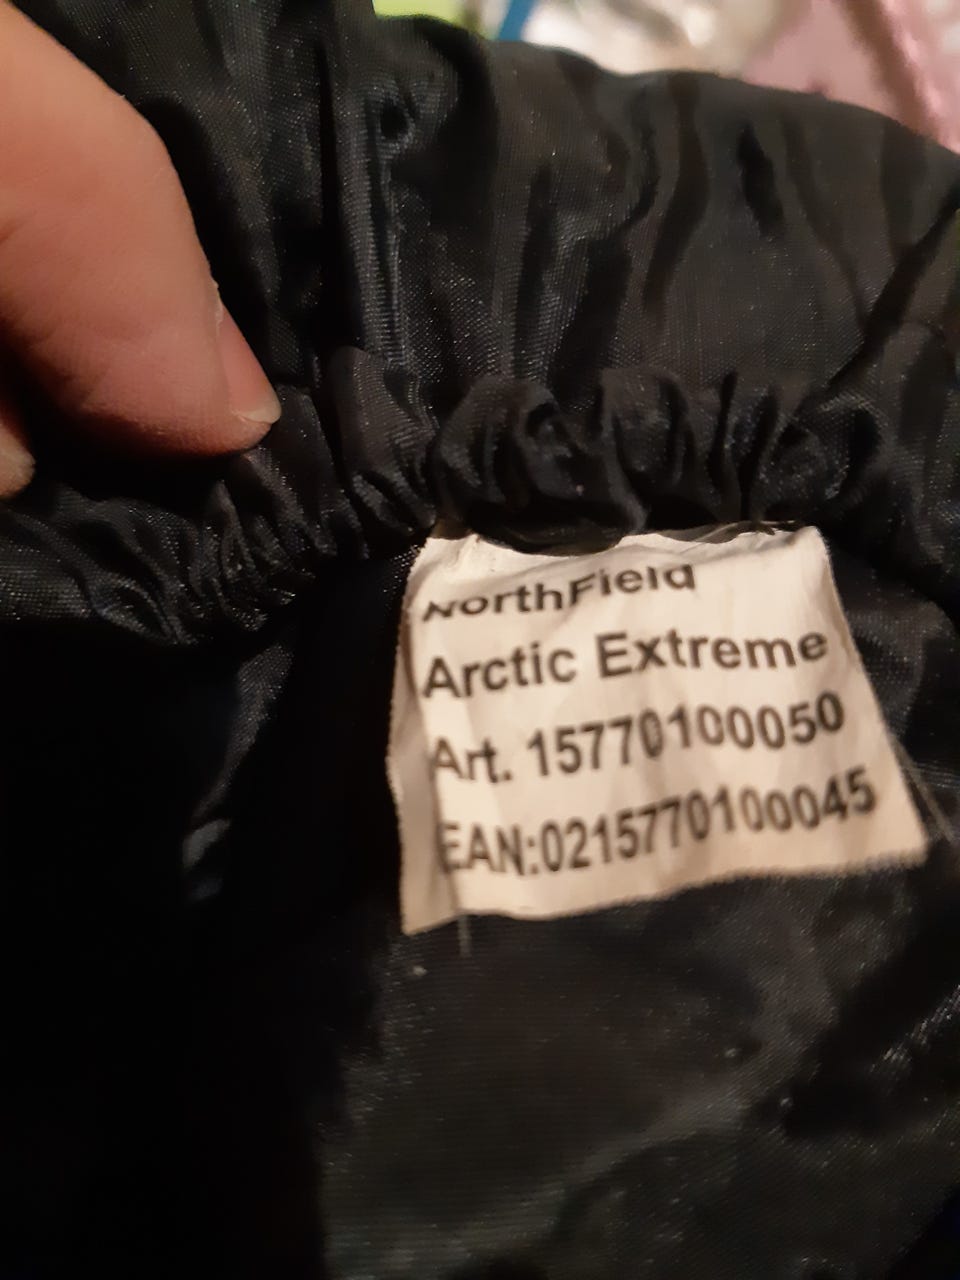 NorthField
Arctic Extreme
Art. 15770100050
EAN:0215770100045